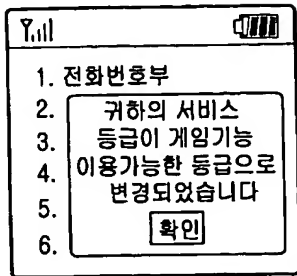 1. 전화번호부
2.
3.
4.
5.
6.
귀하의 서비스
등급이 게임기능
이용가능한 등급으로
변경되었습니다
확인